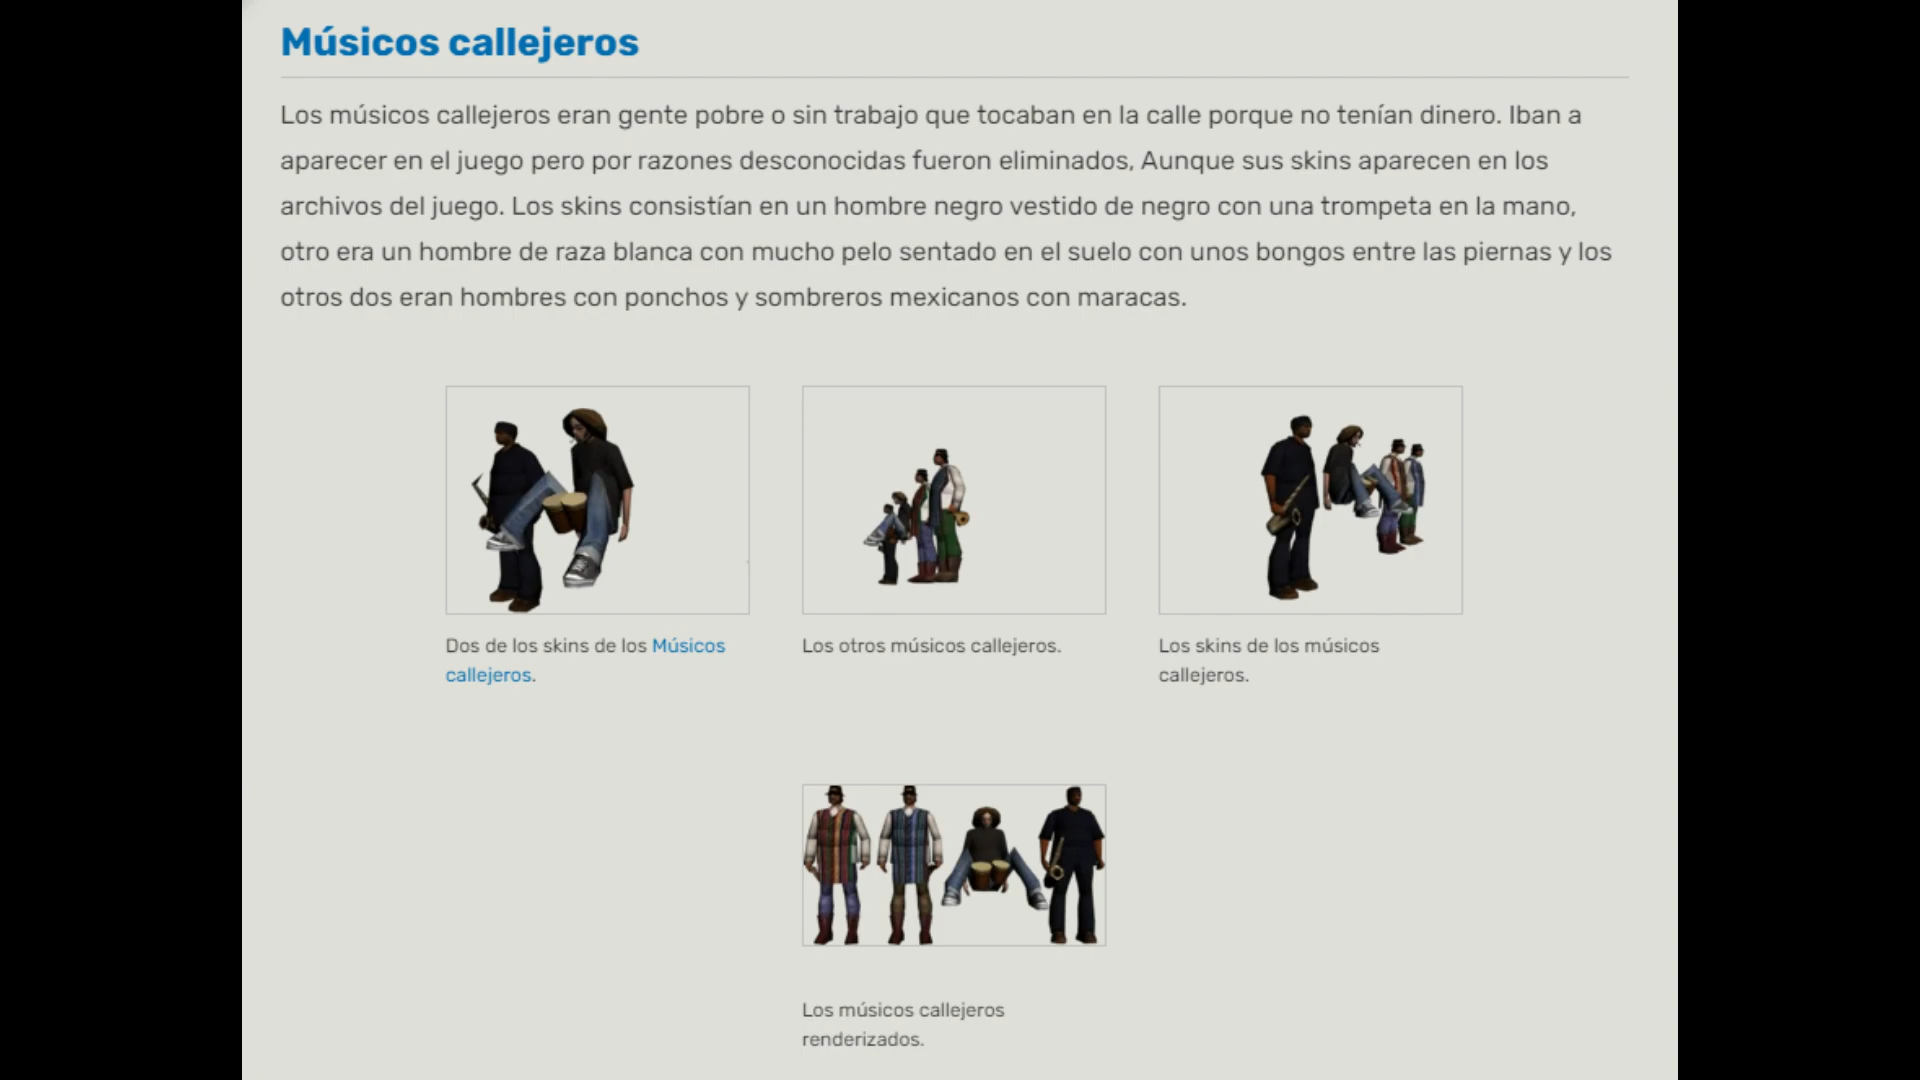 Músicos callejeros
Los músicos callejeros eran gente pobre o sin trabajo que tocaban en la calle porque no tenían dinero. Iban a
aparecer en el juego pero por razones desconocidas fueron eliminados, Aunque sus skins aparecen en los
archivos del juego. Los skins consistían en un hombre negro vestido de negro con una trompeta en la mano,
otro era un hombre de raza blanca con mucho pelo sentado en el suelo con unos bongos entre las piernas y los
otros dos eran hombres con ponchos y sombreros mexicanos con maracas.
Dos de los skins de los Músicos
callejeros.
Los otros músicos callejeros.
Los skins de los músicos
callejeros.
Los músicos callejeros
renderizados.